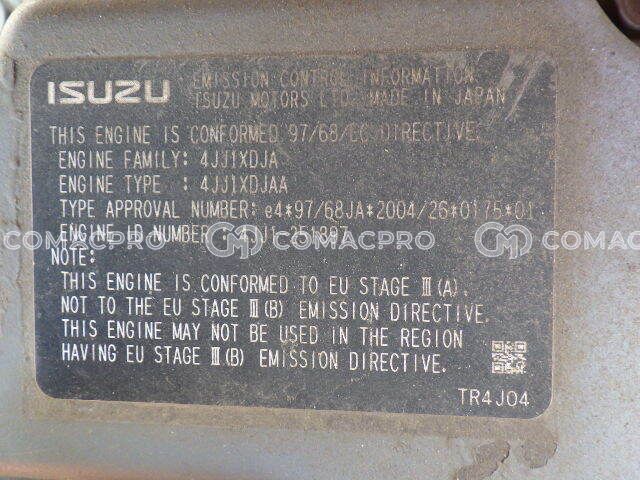 ISUZU EMISSION CONTROL INFORMATION
ISUZU MOTORS LTD. MADE IN JAPAN
THIS ENGINE IS CONFORMED 97/68/EC DIRECTIVE.
ENGINE FAMILY: 4JJ1XDJA
ENGINE TYPE : 4JJ1XDJAA
TYPE APPROVAL NUMBER: e4*97/68JA*2004/26*0175*01
ENGINE ID NUMBER
COMACPRO COMACPRO COMACPRO
NOTE:
THIS ENGINE IS CONFORMED TO EU STAGE Ⅲ(A).
NOT TO THE EU STAGE Ⅲ(B) EMISSION DIRECTIVE.
THIS ENGINE MAY NOT BE USED IN THE REGION
HAVING EU STAGE Ⅲ(B) EMISSION DIRECTIVE.
TR4J04